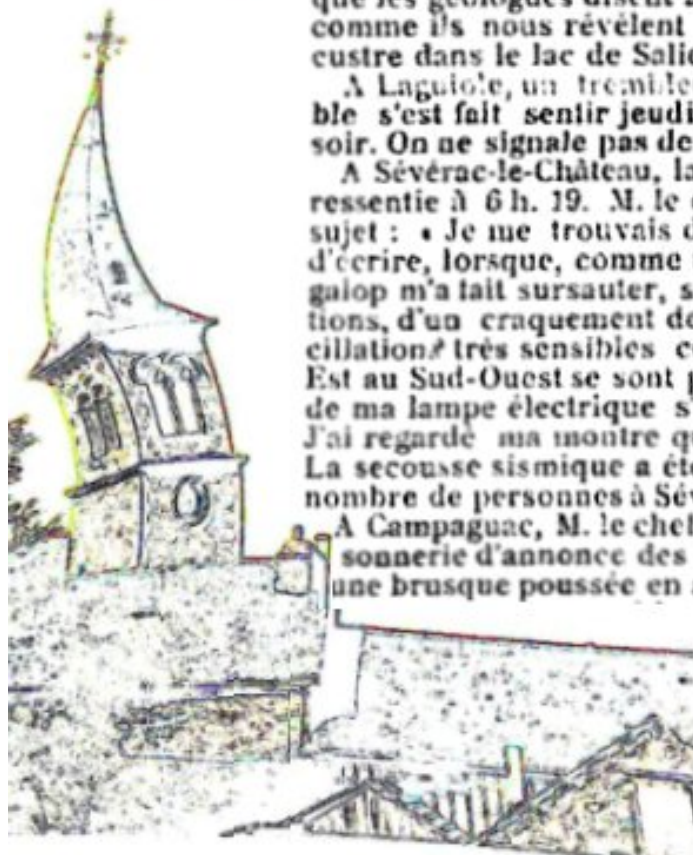 que les géologues disent
comme ils nous révèlent
custre dans le lac de
A Laguiole, un
ble s'est fait sentir jeudi
soir. On ne signale pas de
A Sévérac-le-Château, la
ressentie à 6 h. 19. M. le
sujet : « Je me trouvais
d'écrire, lorsque, comme
galop m'a fait sursauter, s
tions, d'un craquement de
cillations très sensibles
Est au Sud-Ouest se sont
de ma lampe électrique s
J'ai regardé ma montre
La secousse sismique a
nombre de personnes à
A Campagnac, M. le
sonnerie d'annonce des
une brusque poussée en